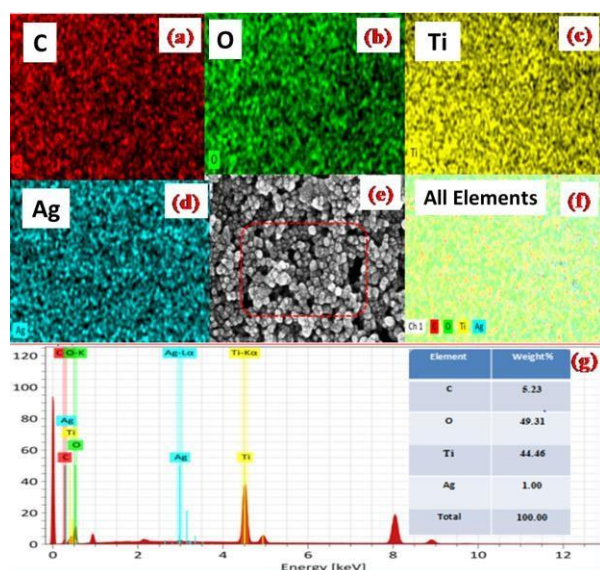 C (a)
O (b)
Ti (c)
C
O
Ti
Ag (d)
(e)
All Elements (f)
Ag
Ch 1 C O Ti Ag
(g)
120
100
80
60
40
20
0
C O-K Ag-Lα Ti-Kα
Ag
Ti
O
C Ag Ti
Element Weight%
C 5.23
O 49.31
Ti 44.46
Ag 1.00
Total 100.00
0 2 4 6 8 10 12
Energy [keV]